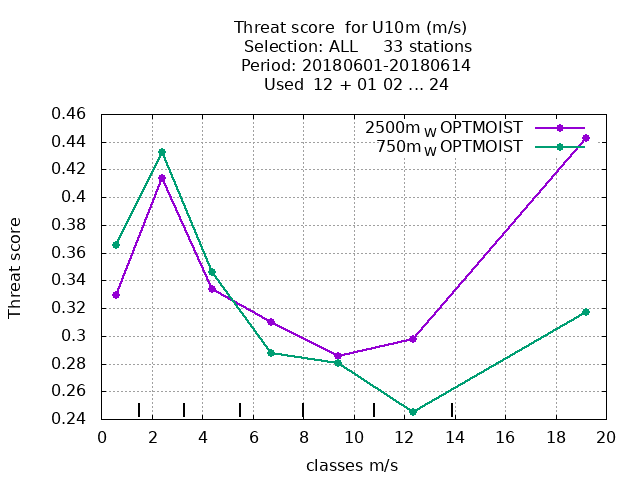 Threat score for U10m (m/s)
Selection: ALL 33 stations
Period: 20180601-20180614
Used 12 + 01 02 ... 24
2500m W OPTMOIST
750m W OPTMOIST
0.46
0.44
0.42
0.4
0.38
0.36
0.34
0.32
0.3
0.28
0.26
0.24
Threat score
0 2 4 6 8 10 12 14 16 18 20
classes m/s